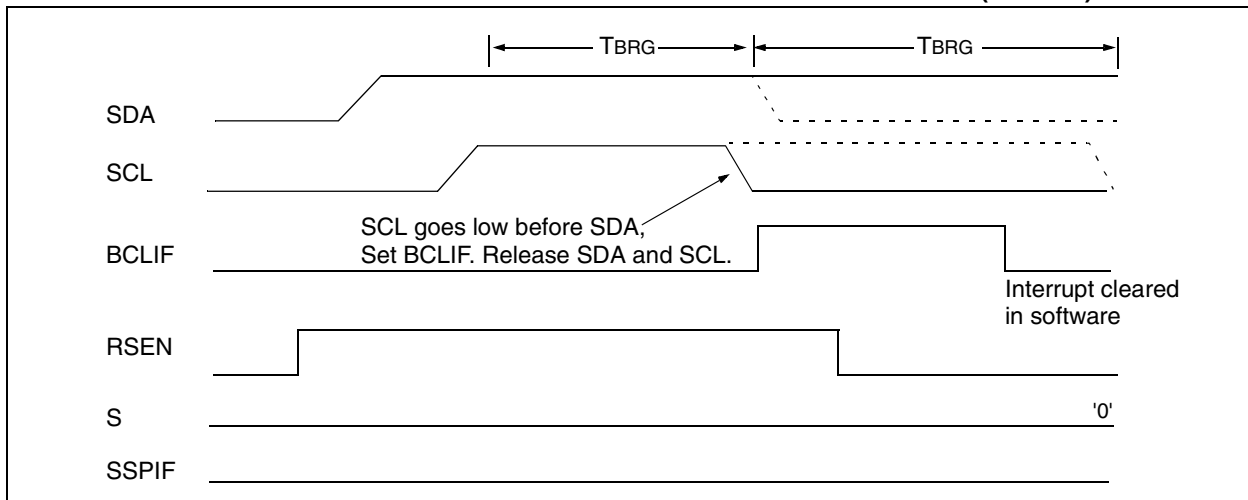 TBRG TBRG
SDA
SCL
SCL goes low before SDA,
Set BCLIF. Release SDA and SCL.
BCLIF
Interrupt cleared
in software
RSEN
S '0'
SSPIF